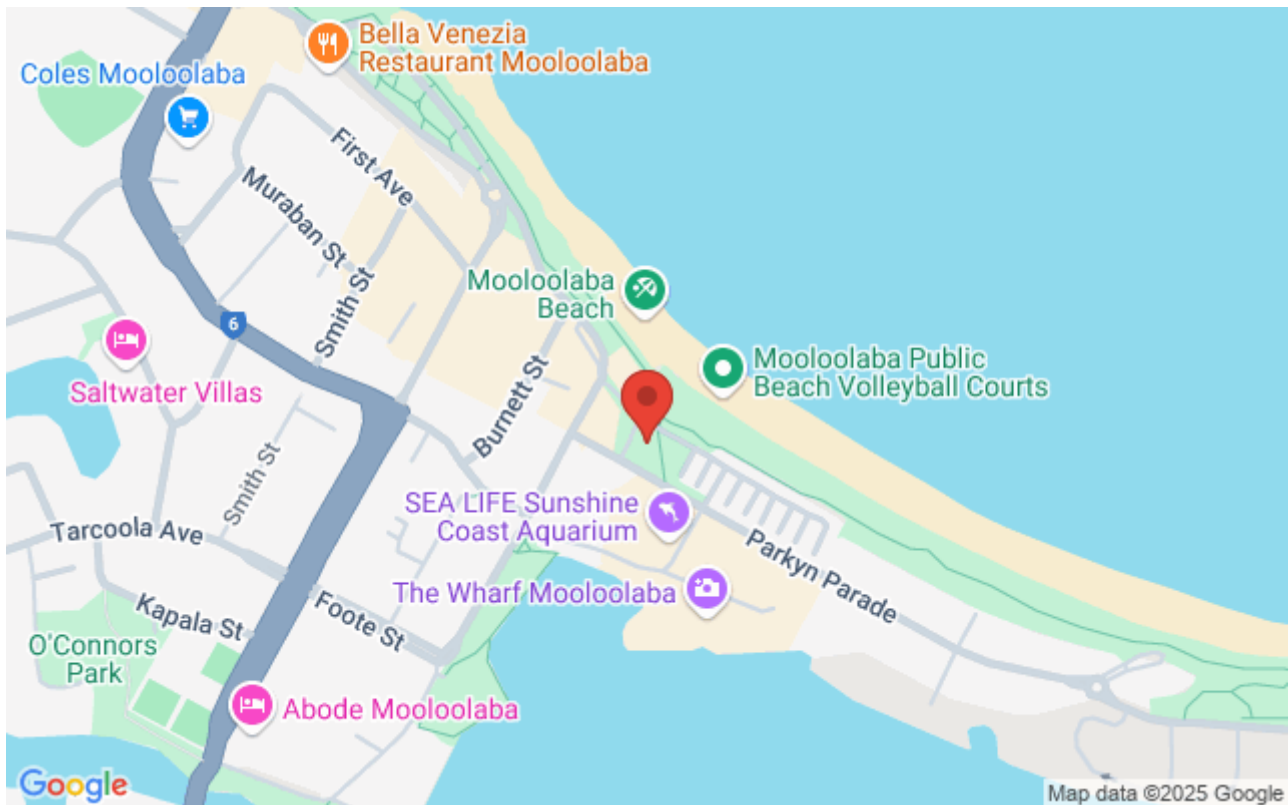 Bella Venezia
Restaurant Mooloolaba
Coles Mooloolaba
First Ave
Muraban St
Smith St
Mooloolaba
Beach
6
Mooloolaba Public
Beach Volleyball Courts
Saltwater Villas
Burnett St
Smith St
SEA LIFE Sunshine
Coast Aquarium
Tarcoola Ave
Parkyn Parade
The Wharf Mooloolaba
Kapala St
Foote St
O'Connors
Park
Abode Mooloolaba
Google
Map data ©2025 Google